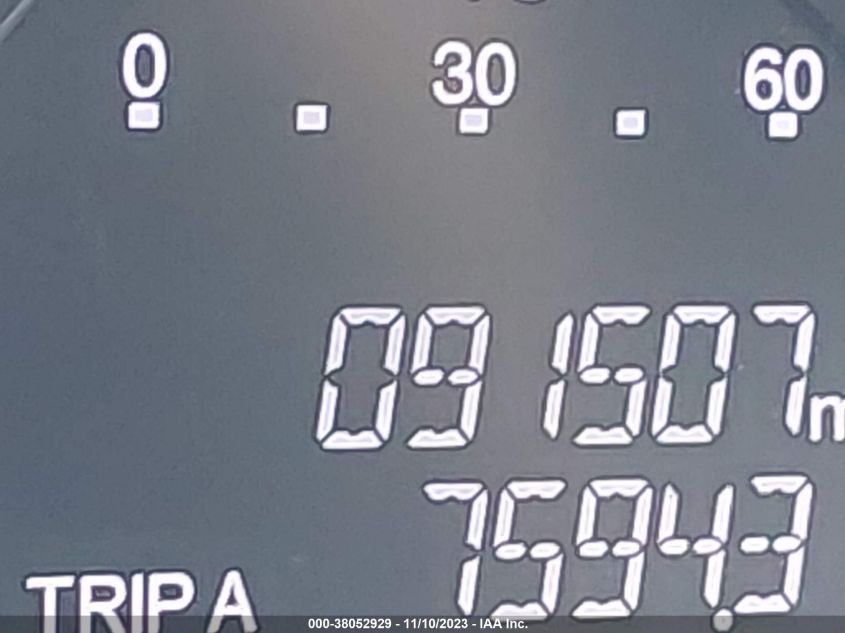 0 30 60
091507 m
7594.3
TRIP A
000-38052929 - 11/10/2023 - IAA Inc.